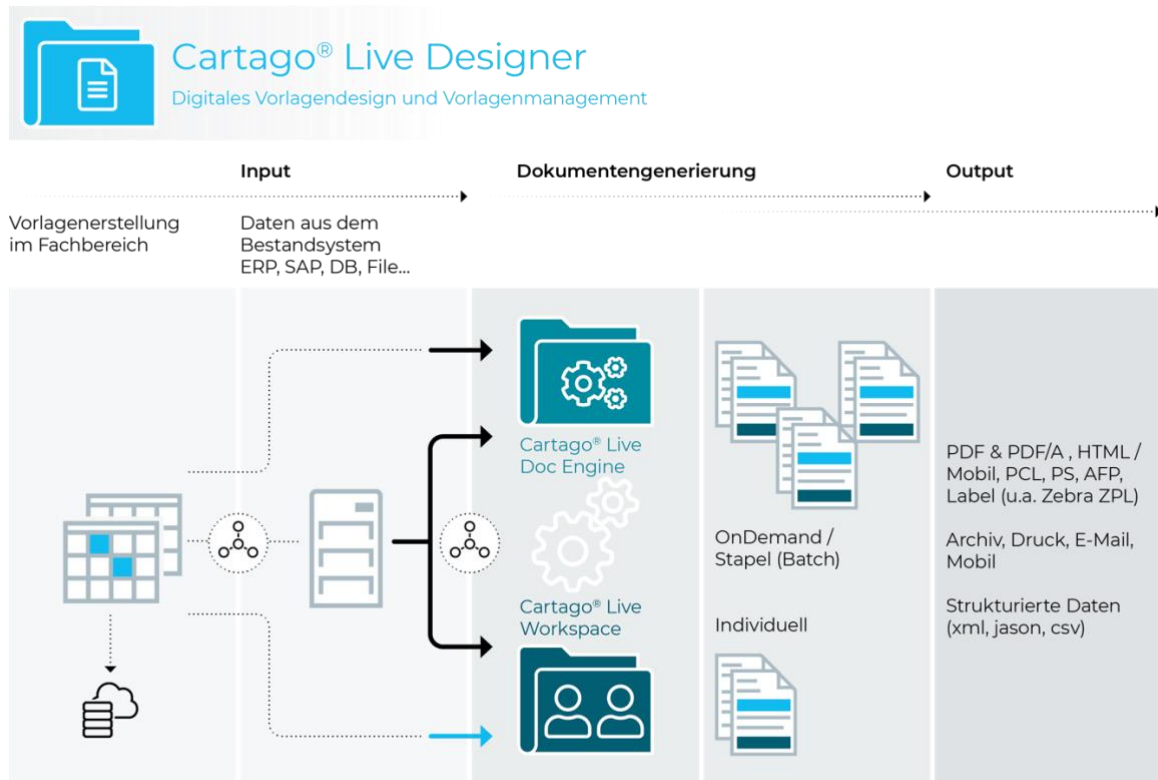 Cartago® Live Designer
Digitales Vorlagendesign und Vorlagenmanagement
Input
Dokumentengenerierung
Output
Vorlagenerstellung
im Fachbereich
Daten aus dem
Bestandsystem
ERP, SAP, DB, File...
Cartago® Live
Doc Engine
Cartago® Live
Workspace
OnDemand /
Stapel (Batch)
Individuell
PDF & PDF/A , HTML /
Mobil, PCL, PS, AFP,
Label (u.a. Zebra ZPL)
Archiv, Druck, E-Mail,
Mobil
Strukturierte Daten
(xml, jason, csv)